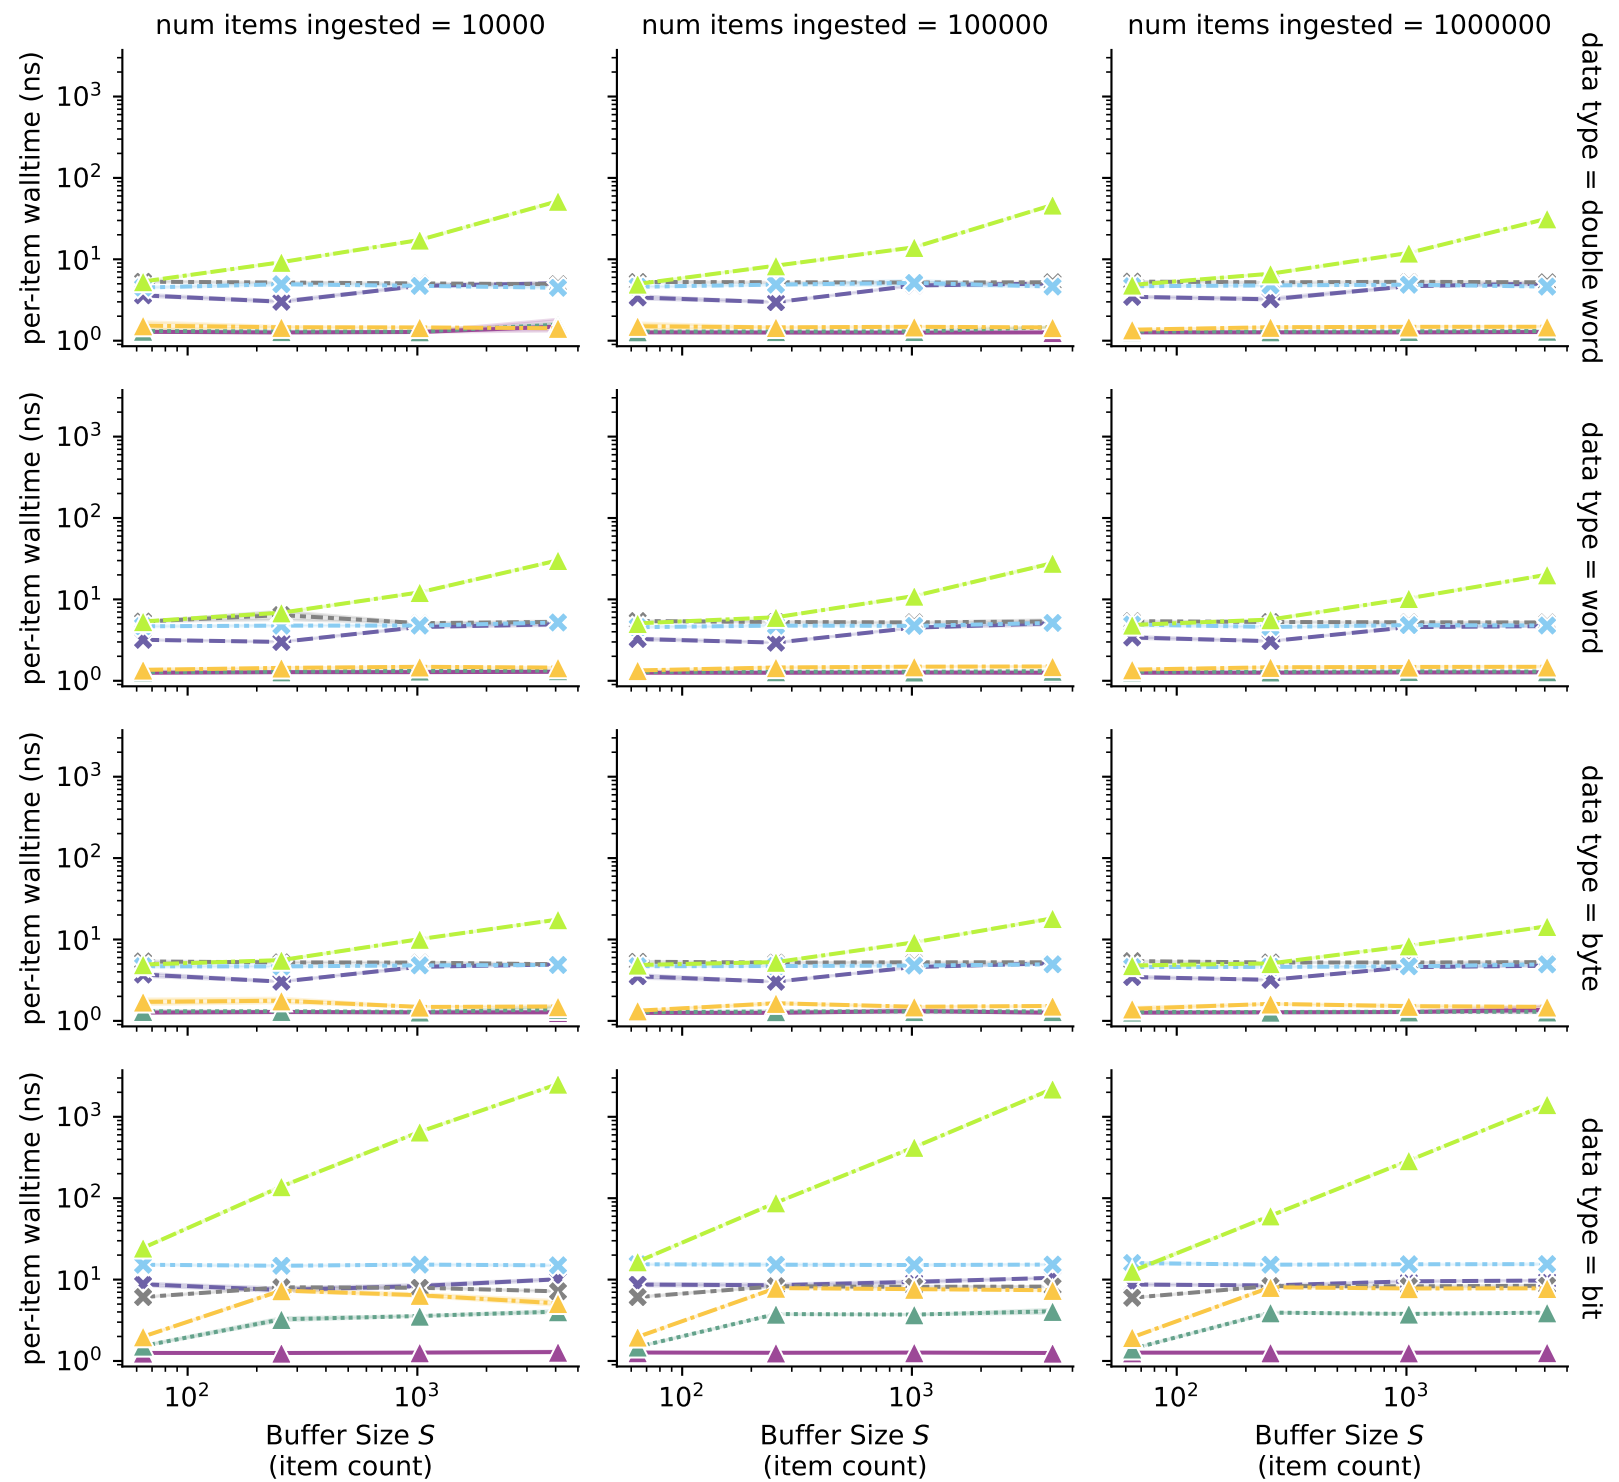 num items ingested = 10000
num items ingested = 100000
num items ingested = 1000000
per-item walltime (ns)
10³
10²
10¹
10⁰
data type = double word
per-item walltime (ns)
10³
10²
10¹
10⁰
data type = word
per-item walltime (ns)
10³
10²
10¹
10⁰
data type = byte
per-item walltime (ns)
10³
10²
10¹
10⁰
data type = bit
10² 10³
10² 10³
10² 10³
Buffer Size S
(item count)
Buffer Size S
(item count)
Buffer Size S
(item count)